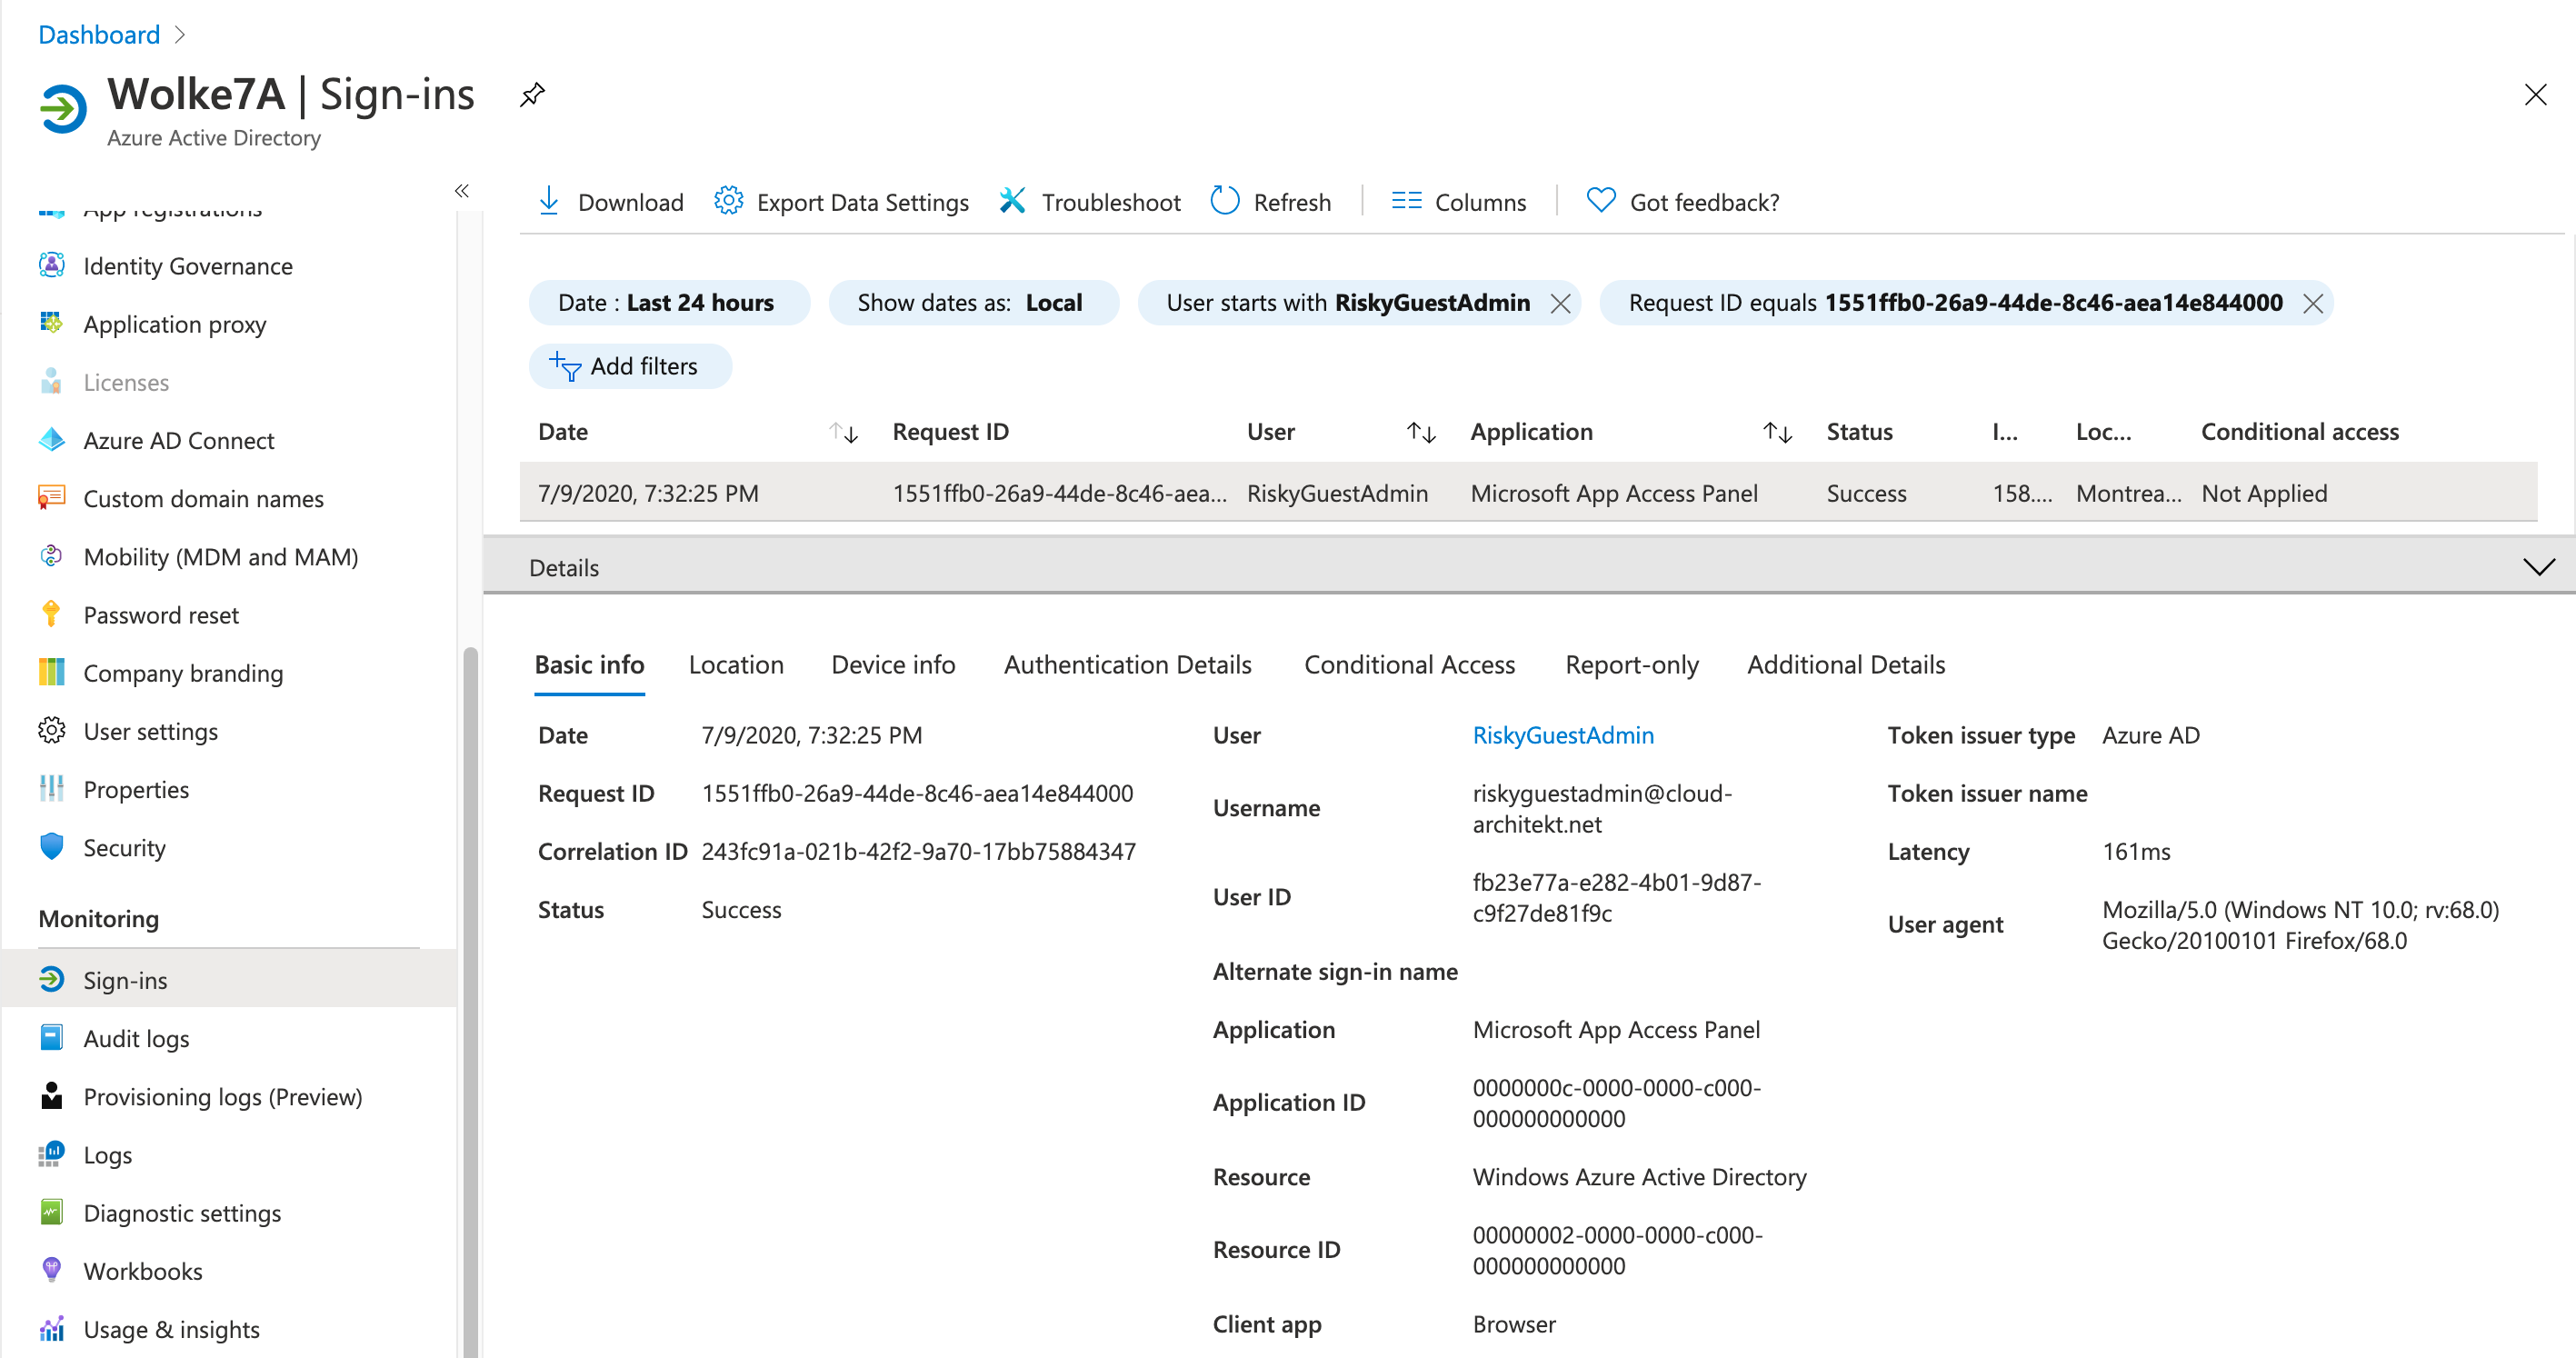 Dashboard
Wolke7A | Sign-ins
Azure Active Directory
App registrations
Identity Governance
Application proxy
Licenses
Azure AD Connect
Custom domain names
Mobility (MDM and MAM)
Password reset
Company branding
User settings
Properties
Security
Monitoring
Sign-ins
Audit logs
Provisioning logs (Preview)
Logs
Diagnostic settings
Workbooks
Usage & insights
Download Export Data Settings Troubleshoot Refresh Columns Got feedback?
Date : Last 24 hours Show dates as: Local User starts with RiskyGuestAdmin Request ID equals 1551ffb0-26a9-44de-8c46-aea14e844000
Add filters
Date Request ID User Application Status I... Loc... Conditional access
7/9/2020, 7:32:25 PM 1551ffb0-26a9-44de-8c46-aea... RiskyGuestAdmin Microsoft App Access Panel Success 158.... Montrea... Not Applied
Details
Basic info Location Device info Authentication Details Conditional Access Report-only Additional Details
Date 7/9/2020, 7:32:25 PM
Request ID 1551ffb0-26a9-44de-8c46-aea14e844000
Correlation ID 243fc91a-021b-42f2-9a70-17bb75884347
Status Success
User RiskyGuestAdmin
Username riskyguestadmin@cloud-
architekt.net
User ID fb23e77a-e282-4b01-9d87-
c9f27de81f9c
Alternate sign-in name
Application Microsoft App Access Panel
Application ID 0000000c-0000-0000-c000-
000000000000
Resource Windows Azure Active Directory
Resource ID 00000002-0000-0000-c000-
000000000000
Client app Browser
Token issuer type Azure AD
Token issuer name
Latency 161ms
User agent Mozilla/5.0 (Windows NT 10.0; rv:68.0)
Gecko/20100101 Firefox/68.0